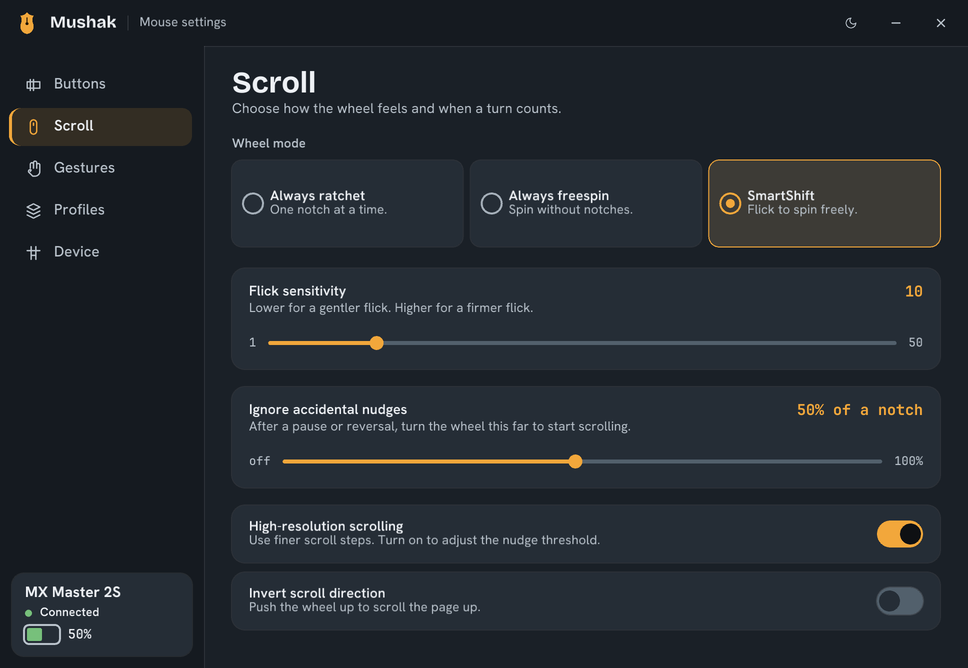 Mushak
Mouse settings
Buttons
Scroll
Gestures
Profiles
Device
MX Master 2S
Connected
50%
Scroll
Choose how the wheel feels and when a turn counts.
Wheel mode
Always ratchet
One notch at a time.
Always freespin
Spin without notches.
SmartShift
Flick to spin freely.
Flick sensitivity
10
Lower for a gentler flick. Higher for a firmer flick.
1
50
Ignore accidental nudges
50% of a notch
After a pause or reversal, turn the wheel this far to start scrolling.
off
100%
High-resolution scrolling
Use finer scroll steps. Turn on to adjust the nudge threshold.
Invert scroll direction
Push the wheel up to scroll the page up.